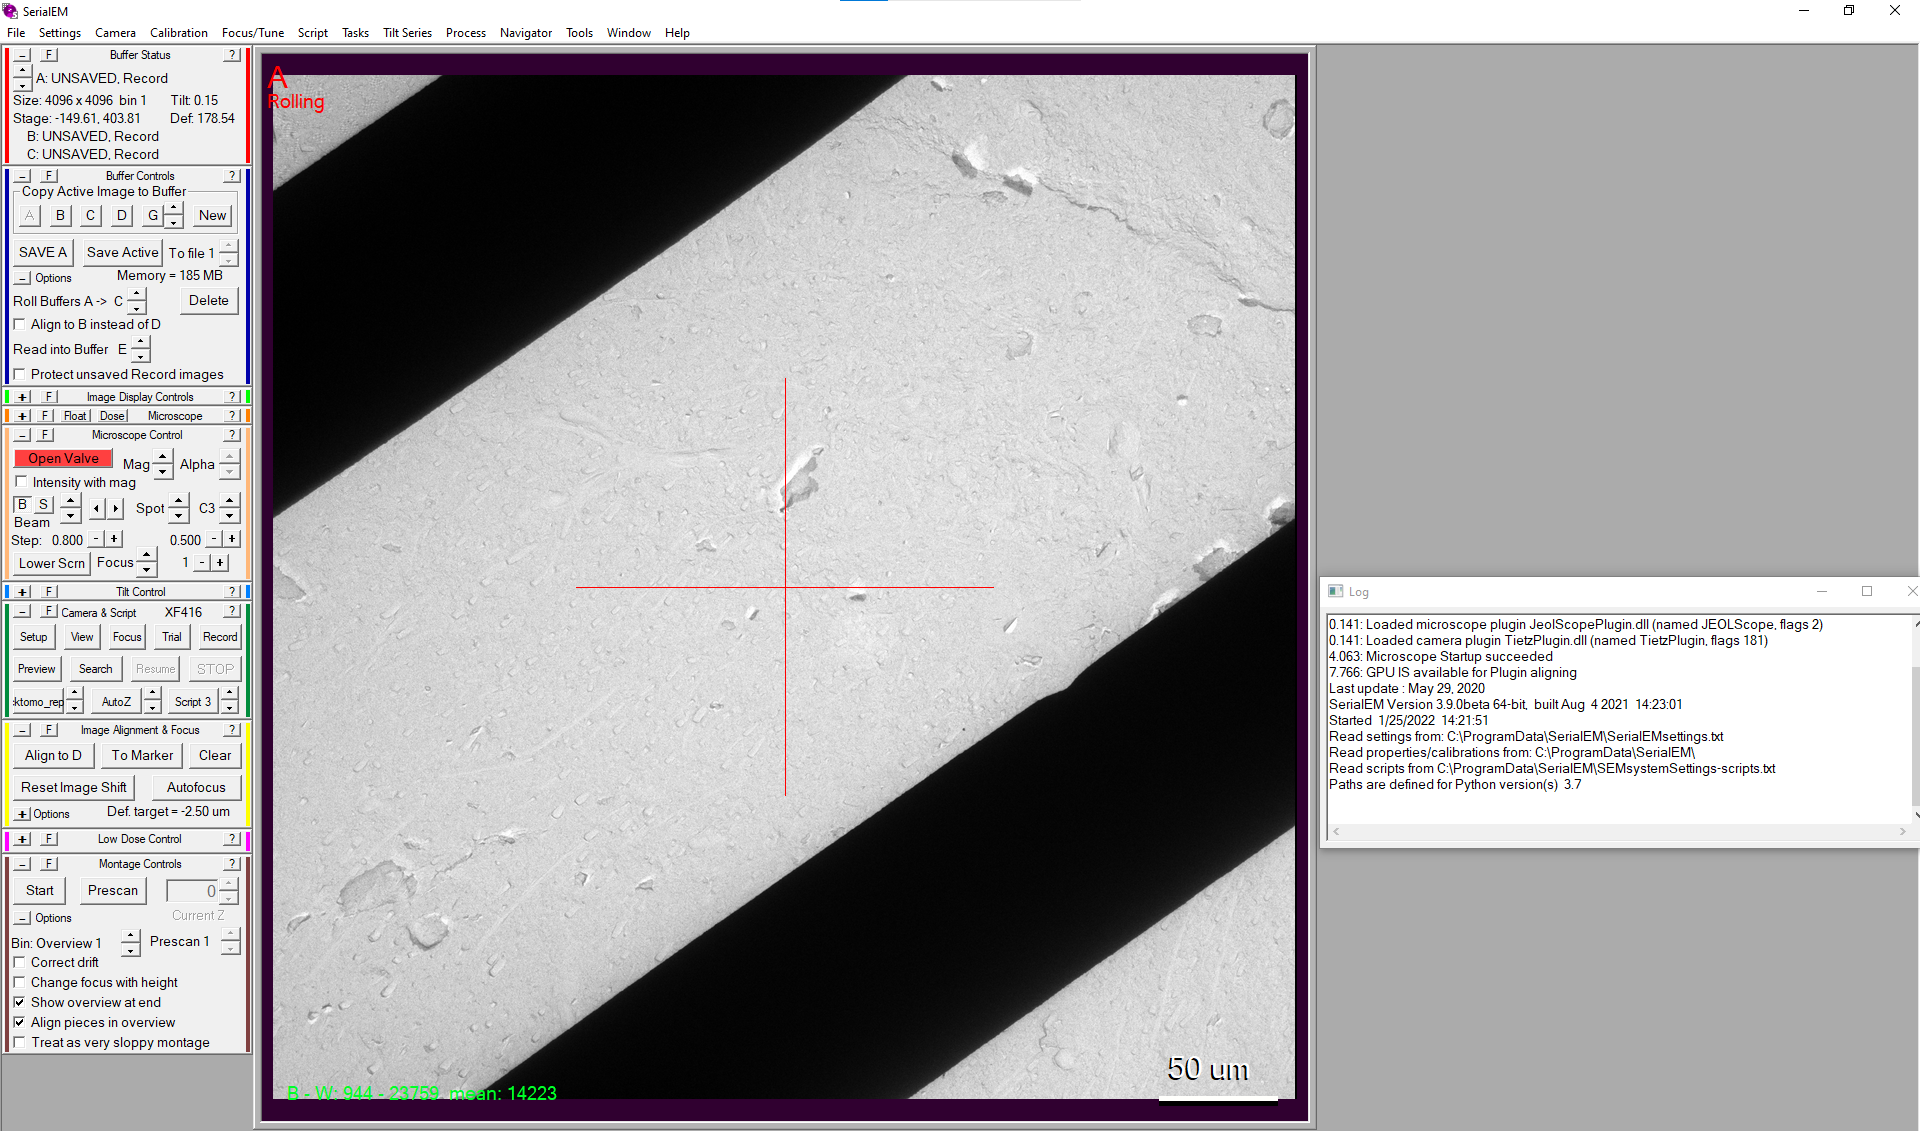 SerialEM
File Settings Camera Calibration Focus/Tune Script Tasks Tilt Series Process Navigator Tools Window Help
– F Buffer Status ?
A: UNSAVED, Record
Size: 4096 x 4096 bin 1 Tilt: 0.15
Stage: -149.61, 403.81 Def: 178.54
B: UNSAVED, Record
C: UNSAVED, Record
– F Buffer Controls ?
Copy Active Image to Buffer
A B C D G New
SAVE A Save Active To file 1
– Options Memory = 185 MB
Roll Buffers A -> C Delete
Align to B instead of D
Read into Buffer E
Protect unsaved Record images
+ F Image Display Controls ?
+ F Float Dose Microscope ?
– F Microscope Control ?
Open Valve Mag Alpha
Intensity with mag
B S Spot C3
Beam
Step: 0.800 - + 0.500 - +
Lower Scrn Focus 1 - +
+ F Tilt Control ?
– F Camera & Script XF416 ?
Setup View Focus Trial Record
Preview Search Resume STOP
:ktomo_rep AutoZ Script 3
– F Image Alignment & Focus ?
Align to D To Marker Clear
Reset Image Shift Autofocus
+ Options Def. target = -2.50 um
+ F Low Dose Control ?
– F Montage Controls ?
Start Prescan 0
– Options Current Z
Bin: Overview 1 Prescan 1
Correct drift
Change focus with height
Show overview at end
Align pieces in overview
Treat as very sloppy montage
A
Rolling
50 um
B - W: 944 - 23759 mean: 14223
Log
0.141: Loaded microscope plugin JeolScopePlugin.dll (named JEOLScope, flags 2)
0.141: Loaded camera plugin TietzPlugin.dll (named TietzPlugin, flags 181)
4.063: Microscope Startup succeeded
7.766: GPU IS available for Plugin aligning
Last update : May 29, 2020
SerialEM Version 3.9.0beta 64-bit, built Aug 4 2021 14:23:01
Started 1/25/2022 14:21:51
Read settings from: C:\ProgramData\SerialEM\SerialEMsettings.txt
Read properties/calibrations from: C:\ProgramData\SerialEM\
Read scripts from C:\ProgramData\SerialEM\SEMsystemSettings-scripts.txt
Paths are defined for Python version(s) 3.7